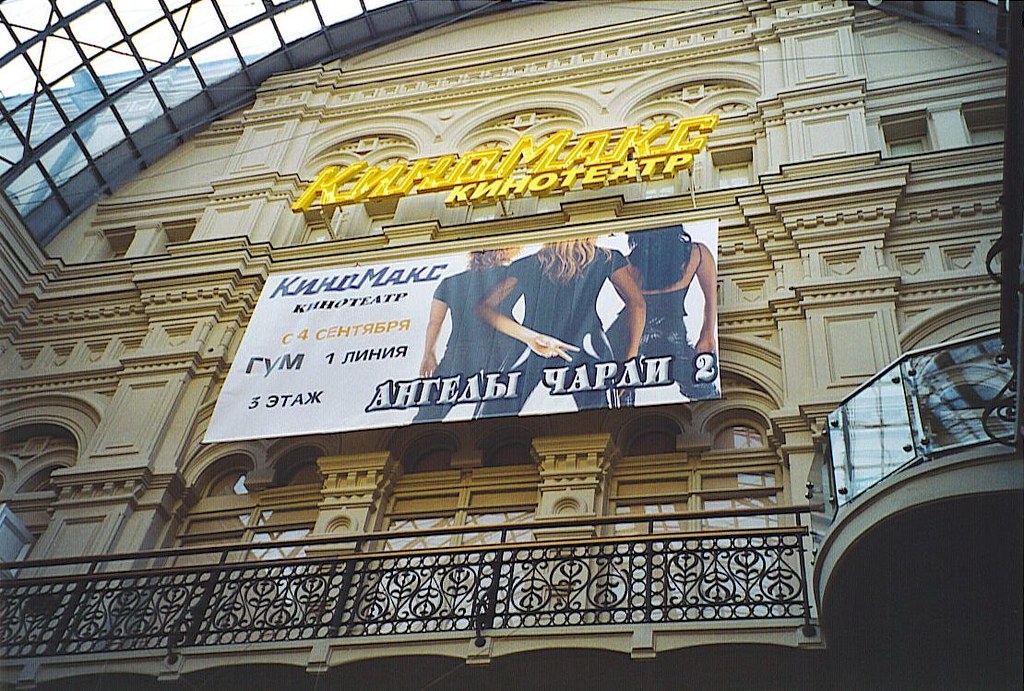 КиноМакс
КИНОТЕАТР
КиноМакс
КИНОТЕАТР
с 4 СЕНТЯБРЯ
ГУМ 1 ЛИНИЯ
3 ЭТАЖ
АНГЕЛЫ ЧАРЛИ 2